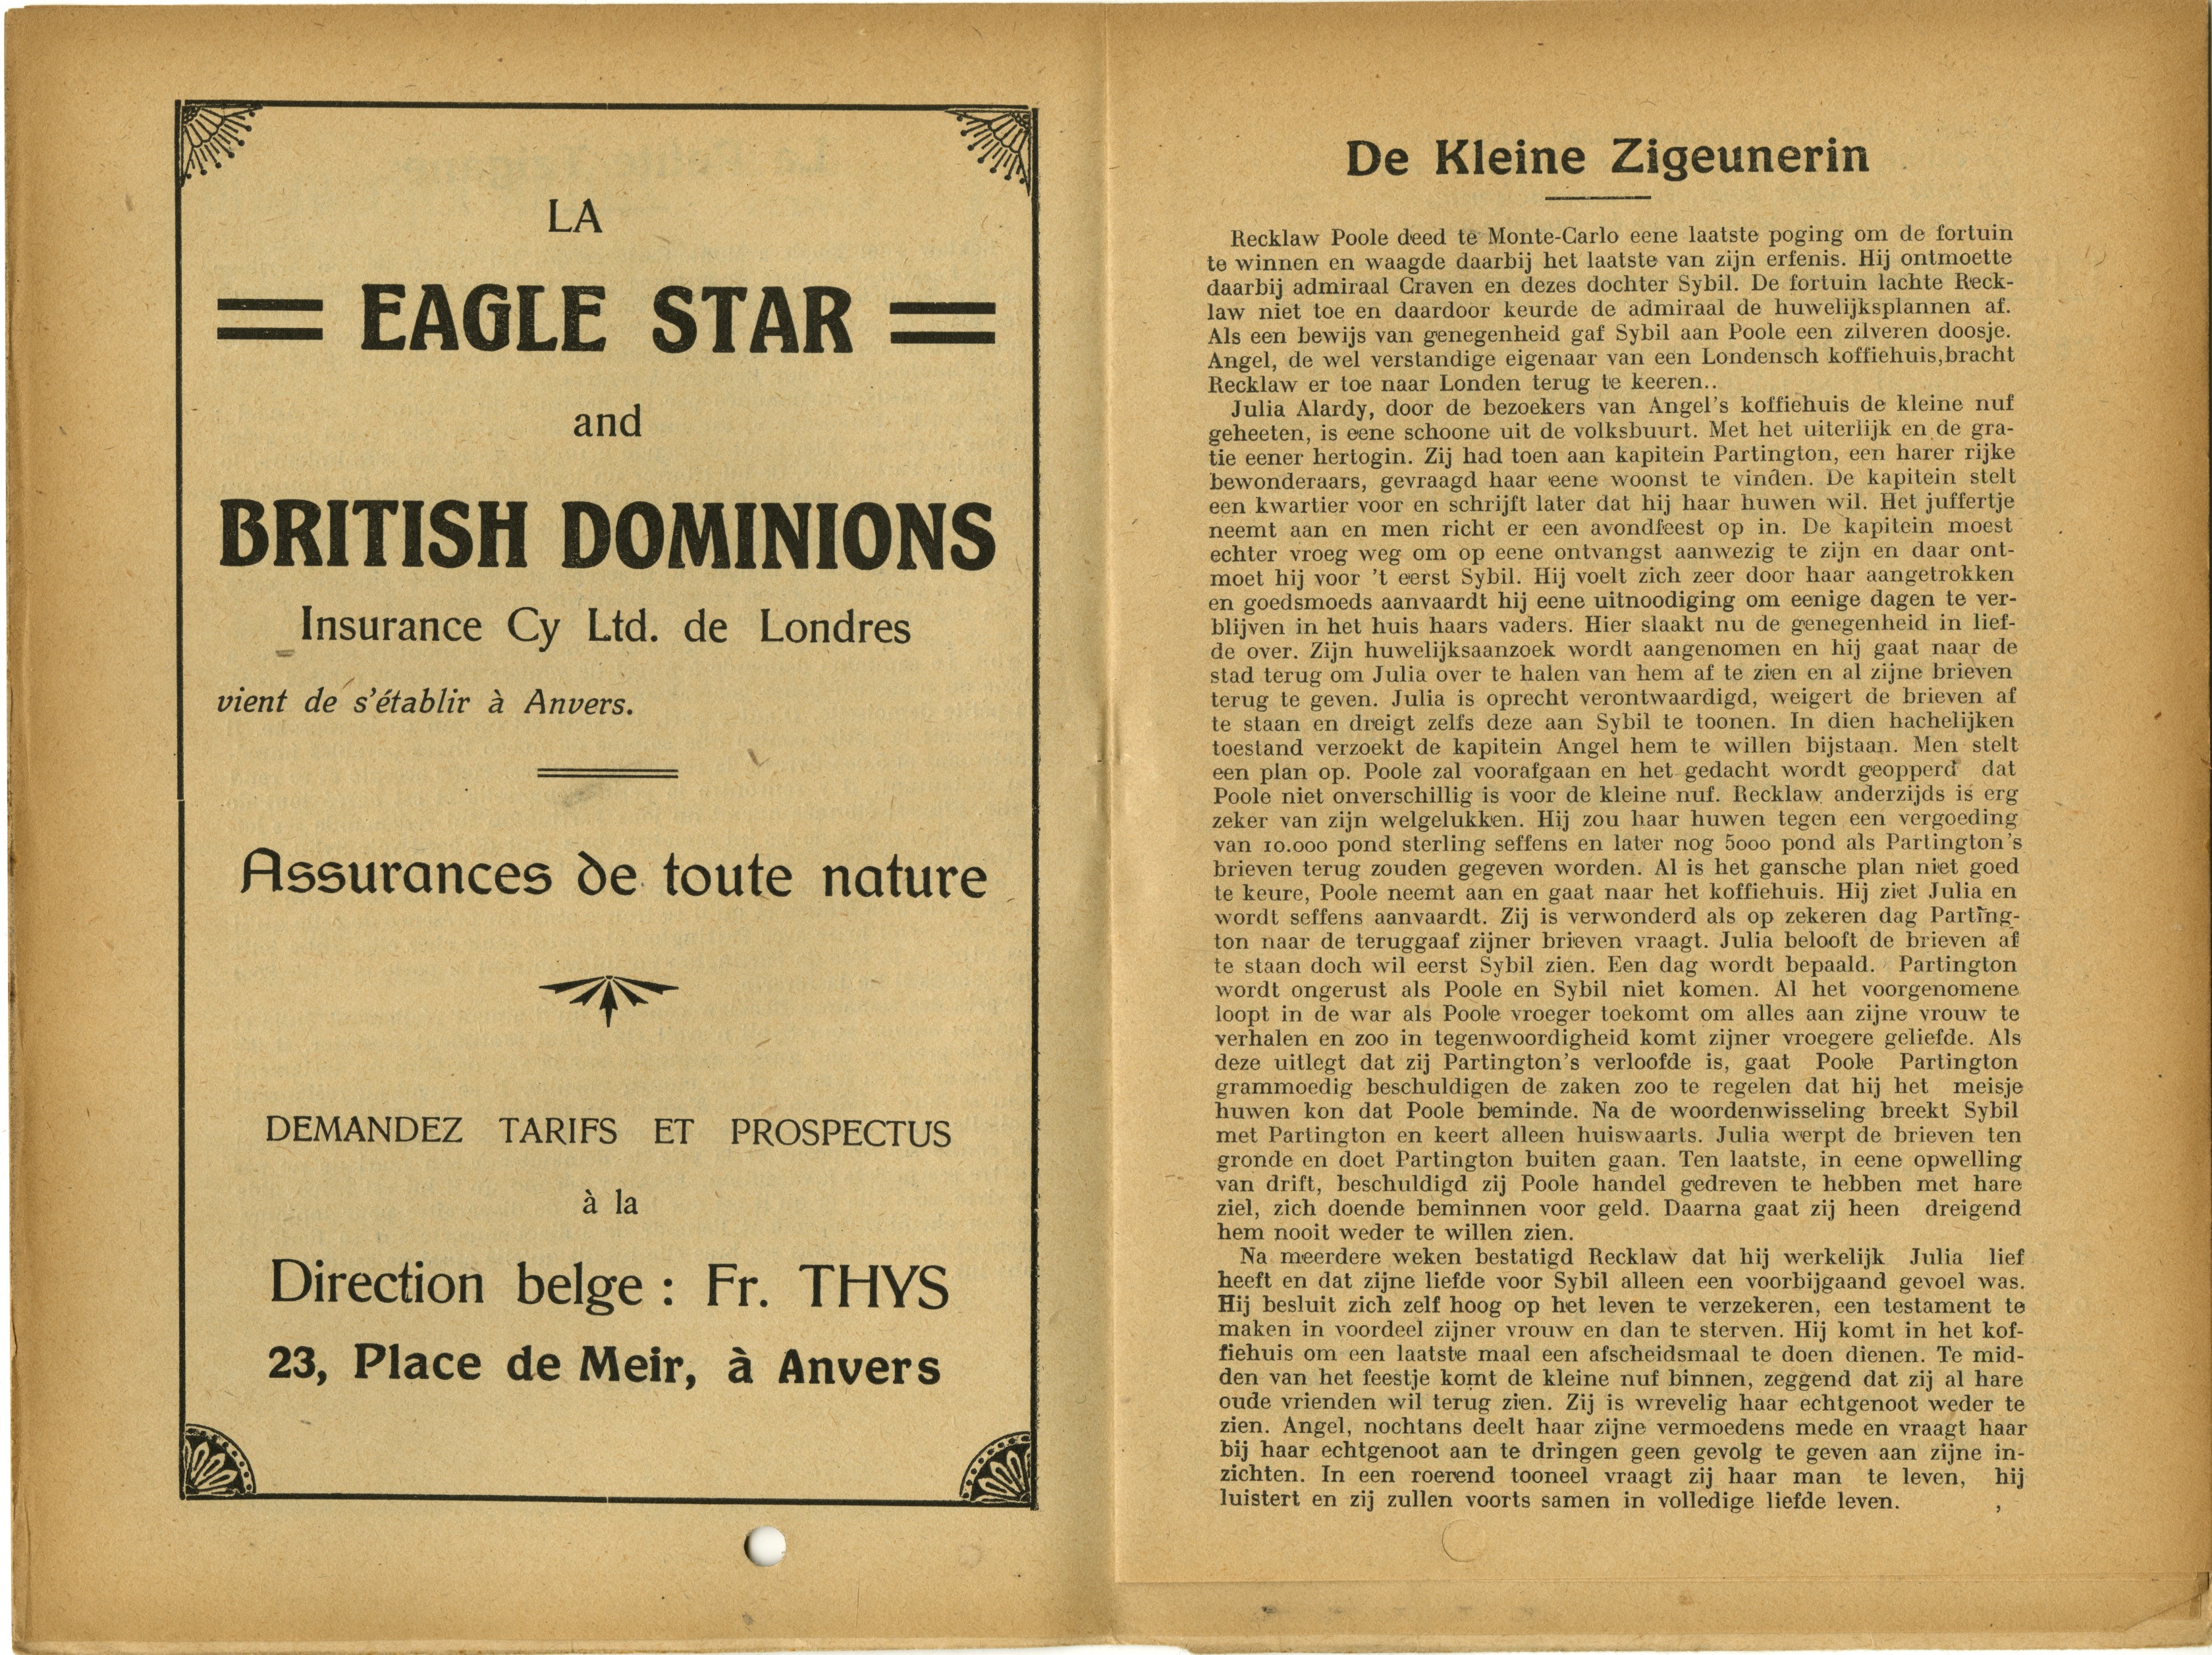 LA
EAGLE STAR
and
BRITISH DOMINIONS
Insurance Cy Ltd. de Londres
vient de s'établir à Anvers.
Assurances de toute nature
DEMANDEZ TARIFS ET PROSPECTUS
à la
Direction belge : Fr. THYS
23, Place de Meir, à Anvers
De Kleine Zigeunerin
Recklaw Poole deed te Monte-Carlo eene laatste poging om de fortuin
te winnen en waagde daarbij het laatste van zijn erfenis. Hij ontmoette
daarbij admiraal Craven en dezes dochter Sybil. De fortuin lachte Reck-
law niet toe en daardoor keurde de admiraal de huwelijksplannen af.
Als een bewijs van genegenheid gaf Sybil aan Poole een zilveren doosje.
Angel, de wel verstandige eigenaar van een Londensch koffiehuis,bracht
Recklaw er toe naar Londen terug te keeren..
Julia Alardy, door de bezoekers van Angel's koffiehuis de kleine nuf
geheeten, is eene schoone uit de volksbuurt. Met het uiterlijk en de gra-
tie eener hertogin. Zij had toen aan kapitein Partington, een harer rijke
bewonderaars, gevraagd haar eene woonst te vinden. De kapitein stelt
een kwartier voor en schrijft later dat hij haar huwen wil. Het juffertje
neemt aan en men richt er een avondfeest op in. De kapitein moest
echter vroeg weg om op eene ontvangst aanwezig te zijn en daar ont-
moet hij voor 't eerst Sybil. Hij voelt zich zeer door haar aangetrokken
en goedsmoeds aanvaardt hij eene uitnoodiging om eenige dagen te ver-
blijven in het huis haars vaders. Hier slaakt nu de genegenheid in lief-
de over. Zijn huwelijksaanzoek wordt aangenomen en hij gaat naar de
stad terug om Julia over te halen van hem af te zien en al zijne brieven
terug te geven. Julia is oprecht verontwaardigd, weigert de brieven af
te staan en dreigt zelfs deze aan Sybil te toonen. In dien hachelijken
toestand verzoekt de kapitein Angel hem te willen bijstaan. Men stelt
een plan op. Poole zal voorafgaan en het gedacht wordt geopperd dat
Poole niet onverschillig is voor de kleine nuf. Recklaw anderzijds is erg
zeker van zijn welgelukken. Hij zou haar huwen tegen een vergoeding
van 10.000 pond sterling seffens en later nog 5000 pond als Partington's
brieven terug zouden gegeven worden. Al is het gansche plan niet goed
te keure, Poole neemt aan en gaat naar het koffiehuis. Hij ziet Julia en
wordt seffens aanvaardt. Zij is verwonderd als op zekeren dag Parting-
ton naar de teruggaaf zijner brieven vraagt. Julia belooft de brieven af
te staan doch wil eerst Sybil zien. Een dag wordt bepaald. Partington
wordt ongerust als Poole en Sybil niet komen. Al het voorgenomene
loopt in de war als Poole vroeger toekomt om alles aan zijne vrouw te
verhalen en zoo in tegenwoordigheid komt zijner vroegere geliefde. Als
deze uitlegt dat zij Partington's verloofde is, gaat Poole Partington
grammoedig beschuldigen de zaken zoo te regelen dat hij het meisje
huwen kon dat Poole beminde. Na de woordenwisseling breekt Sybil
met Partington en keert alleen huiswaarts. Julia werpt de brieven ten
gronde en doet Partington buiten gaan. Ten laatste, in eene opwelling
van drift, beschuldigd zij Poole handel gedreven te hebben met hare
ziel, zich doende beminnen voor geld. Daarna gaat zij heen dreigend
hem nooit weder te willen zien.
Na meerdere weken bestatigd Recklaw dat hij werkelijk Julia lief
heeft en dat zijne liefde voor Sybil alleen een voorbijgaand gevoel was.
Hij besluit zich zelf hoog op het leven te verzekeren, een testament te
maken in voordeel zijner vrouw en dan te sterven. Hij komt in het kof-
fiehuis om een laatste maal een afscheidsmaal te doen dienen. Te mid-
den van het feestje komt de kleine nuf binnen, zeggend dat zij al hare
oude vrienden wil terug zien. Zij is wrevelig haar echtgenoot weder te
zien. Angel, nochtans deelt haar zijne vermoedens mede en vraagt haar
bij haar echtgenoot aan te dringen geen gevolg te geven aan zijne in-
zichten. In een roerend tooneel vraagt zij haar man te leven, hij
luistert en zij zullen voorts samen in volledige liefde leven.